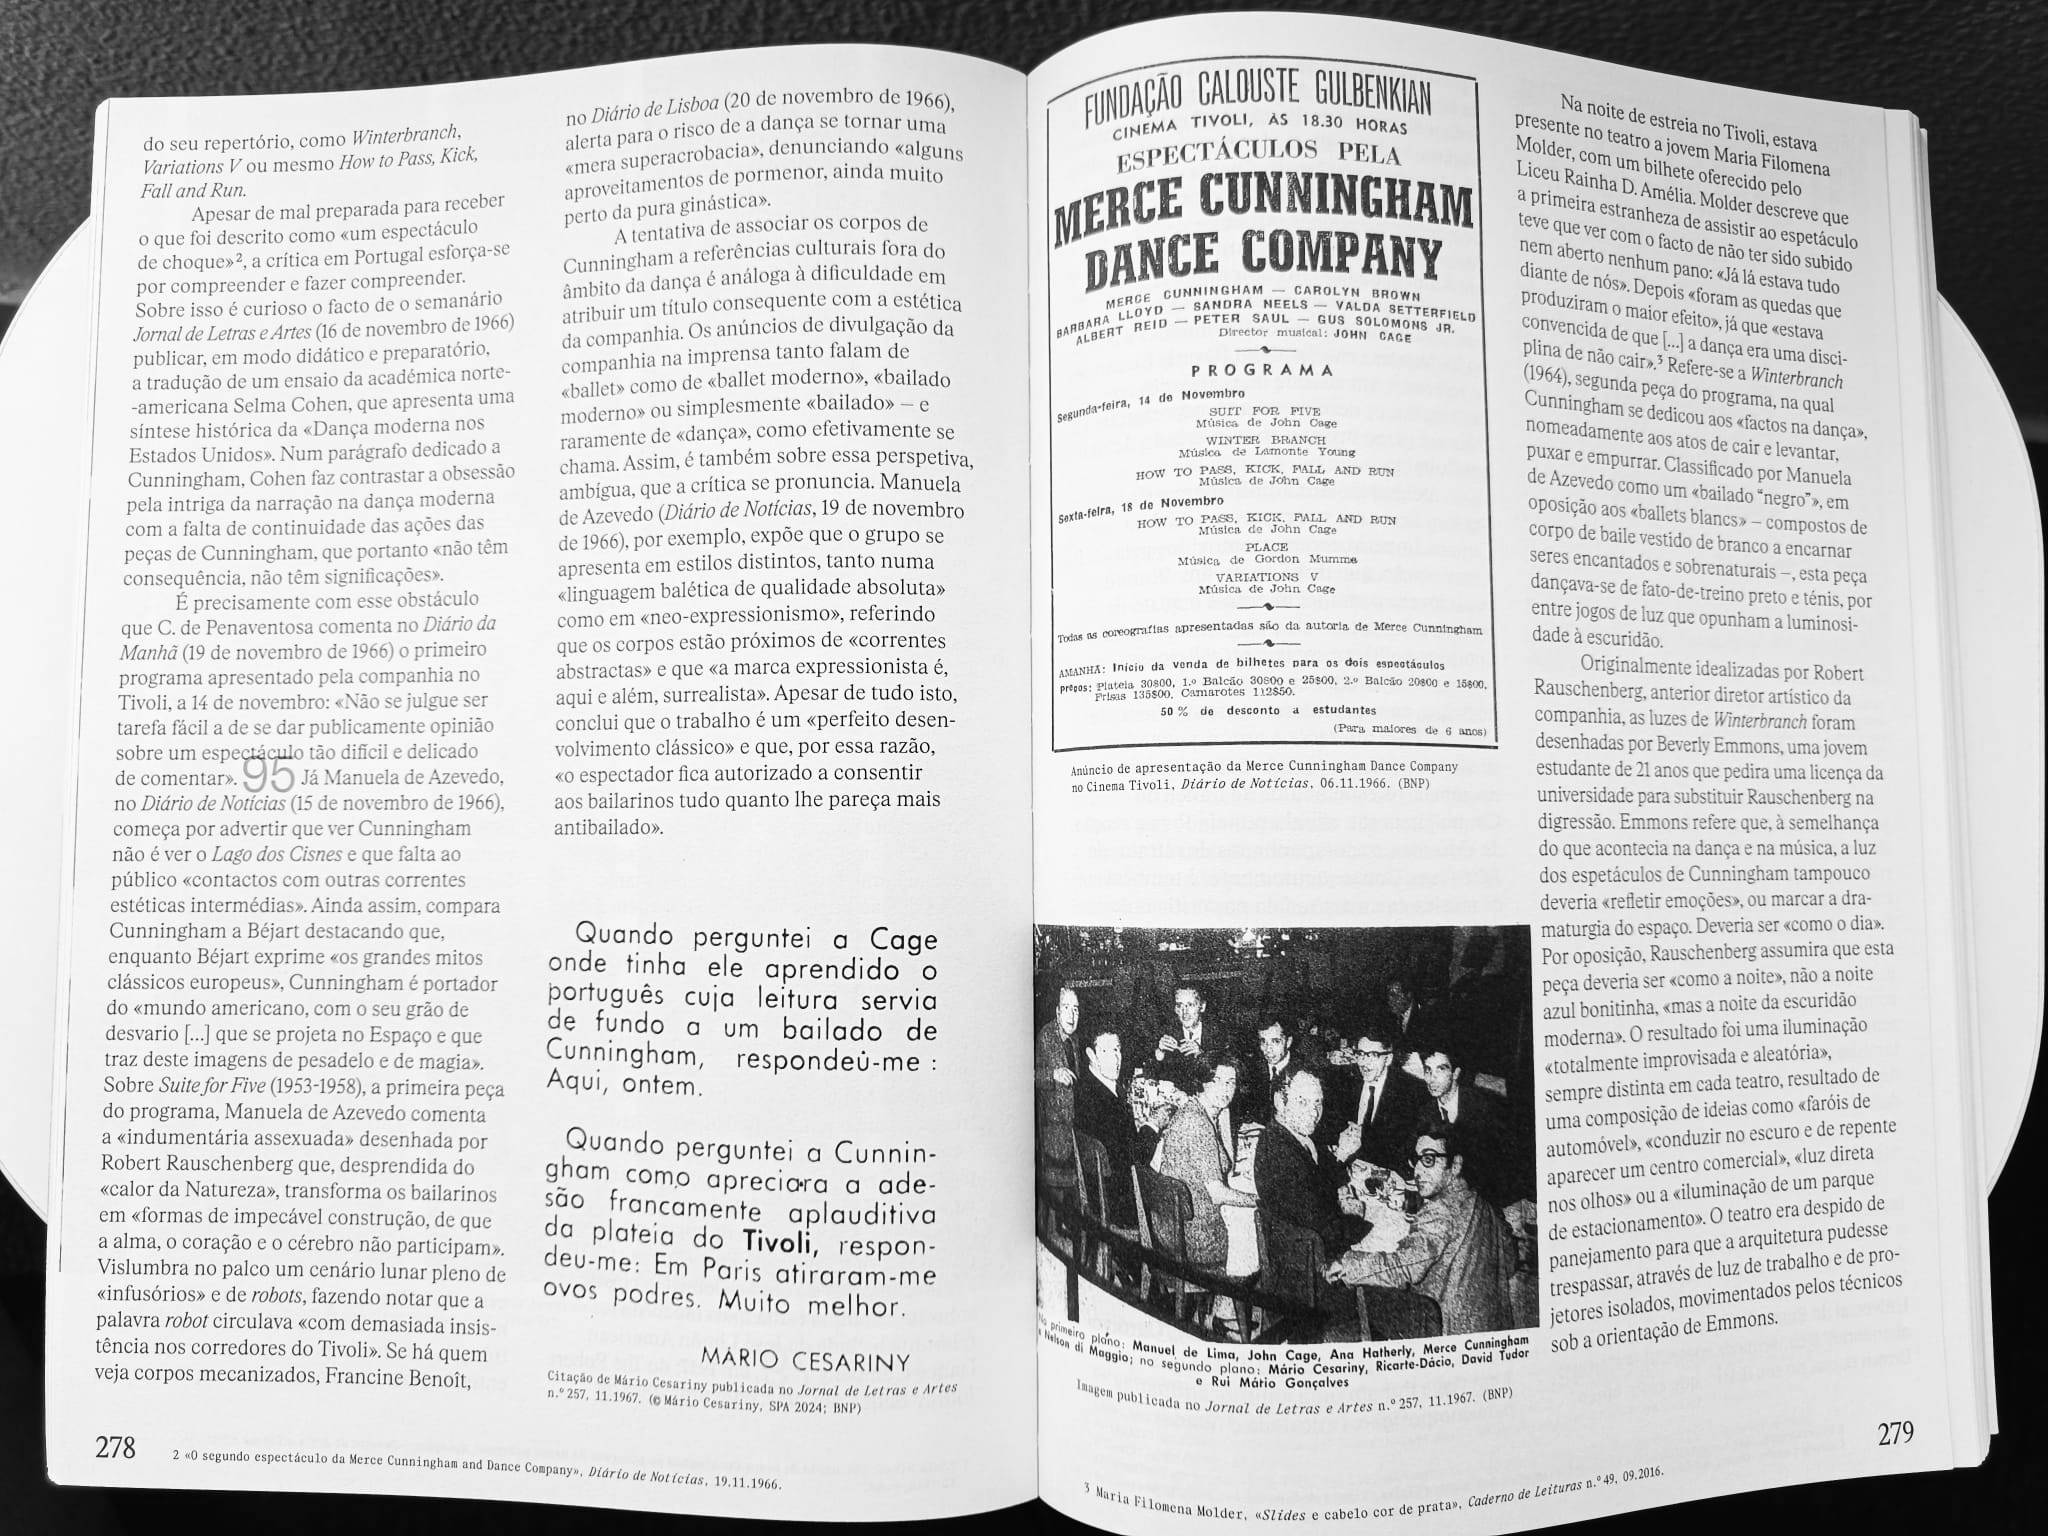 do seu repertório, como Winterbranch,
Variations V ou mesmo How to Pass, Kick,
Fall and Run.
Apesar de mal preparada para receber
o que foi descrito como «um espectáculo
de choque»², a crítica em Portugal esforça-se
por compreender e fazer compreender.
Sobre isso é curioso o facto de o semanário
Jornal de Letras e Artes (16 de novembro de 1966)
publicar, em modo didático e preparatório,
a tradução de um ensaio da académica norte-
-americana Selma Cohen, que apresenta uma
síntese histórica da «Dança moderna nos
Estados Unidos». Num parágrafo dedicado a
Cunningham, Cohen faz contrastar a obsessão
pela intriga da narração na dança moderna
com a falta de continuidade das ações das
peças de Cunningham, que portanto «não têm
consequência, não têm significações».
É precisamente com esse obstáculo
que C. de Penaventosa comenta no Diário da
Manhã (19 de novembro de 1966) o primeiro
programa apresentado pela companhia no
Tivoli, a 14 de novembro: «Não se julgue ser
tarefa fácil a de se dar publicamente opinião
sobre um espectáculo tão difícil e delicado
de comentar». 95 Já Manuela de Azevedo,
no Diário de Notícias (15 de novembro de 1966),
começa por advertir que ver Cunningham
não é ver o Lago dos Cisnes e que falta ao
público «contactos com outras correntes
estéticas intermédias». Ainda assim, compara
Cunningham a Béjart destacando que,
enquanto Béjart exprime «os grandes mitos
clássicos europeus», Cunningham é portador
do «mundo americano, com o seu grão de
desvario [...] que se projeta no Espaço e que
traz deste imagens de pesadelo e de magia».
Sobre Suite for Five (1953-1958), a primeira peça
do programa, Manuela de Azevedo comenta
a «indumentária assexuada» desenhada por
Robert Rauschenberg que, desprendida do
«calor da Natureza», transforma os bailarinos
em «formas de impecável construção, de que
a alma, o coração e o cérebro não participam».
Vislumbra no palco um cenário lunar pleno de
«infusórios» e de robots, fazendo notar que a
palavra robot circulava «com demasiada insis-
tência nos corredores do Tivoli». Se há quem
veja corpos mecanizados, Francine Benoît,
no Diário de Lisboa (20 de novembro de 1966),
alerta para o risco de a dança se tornar uma
«mera superacrobacia», denunciando «alguns
aproveitamentos de pormenor, ainda muito
perto da pura ginástica».
A tentativa de associar os corpos de
Cunningham a referências culturais fora do
âmbito da dança é análoga à dificuldade em
atribuir um título consequente com a estética
da companhia. Os anúncios de divulgação da
companhia na imprensa tanto falam de
«ballet» como de «ballet moderno», «bailado
moderno» ou simplesmente «bailado» – e
raramente de «dança», como efetivamente se
chama. Assim, é também sobre essa perspetiva,
ambígua, que a crítica se pronuncia. Manuela
de Azevedo (Diário de Notícias, 19 de novembro
de 1966), por exemplo, expõe que o grupo se
apresenta em estilos distintos, tanto numa
«linguagem balética de qualidade absoluta»
como em «neo-expressionismo», referindo
que os corpos estão próximos de «correntes
abstractas» e que «a marca expressionista é,
aqui e além, surrealista». Apesar de tudo isto,
conclui que o trabalho é um «perfeito desen-
volvimento clássico» e que, por essa razão,
«o espectador fica autorizado a consentir
aos bailarinos tudo quanto lhe pareça mais
antibailado».
Quando perguntei a Cage
onde tinha ele aprendido o
português cuja leitura servia
de fundo a um bailado de
Cunningham, respondeu-me :
Aqui, ontem.
Quando perguntei a Cunnin-
gham como apreciara a ade-
são francamente aplauditiva
da plateia do Tivoli, respon-
deu-me: Em Paris atiraram-me
ovos podres. Muito melhor.
MÁRIO CESARINY
Citação de Mário Cesariny publicada no Jornal de Letras e Artes
n.º 257, 11.1967. (© Mário Cesariny, SPA 2024; BNP)
278
2 «O segundo espectáculo da Merce Cunningham and Dance Company», Diário de Notícias, 19.11.1966.
FUNDAÇÃO CALOUSTE GULBENKIAN
CINEMA TIVOLI, ÀS 18.30 HORAS
ESPECTÁCULOS PELA
MERCE CUNNINGHAM
DANCE COMPANY
MERCE CUNNINGHAM — CAROLYN BROWN
BARBARA LLOYD — SANDRA NEELS — VALDA SETTERFIELD
ALBERT REID — PETER SAUL — GUS SOLOMONS JR.
Director musical: JOHN CAGE
PROGRAMA
Segunda-feira, 14 de Novembro
SUIT FOR FIVE
Música de John Cage
WINTER BRANCH
Música de Lamonte Young
HOW TO PASS, KICK, FALL AND RUN
Música de John Cage
Sexta-feira, 18 de Novembro
HOW TO PASS, KICK, FALL AND RUN
Música de John Cage
PLACE
Música de Gordon Mumme
VARIATIONS V
Música de John Cage
Todas as coreografias apresentadas são da autoria de Merce Cunningham
AMANHÃ: Início da venda de bilhetes para os dois espectáculos
preços: Plateia 30$00, 1.º Balcão 30$00 e 25$00, 2.º Balcão 20$00 e 15$00,
Frisas 135$00, Camarotes 112$50.
50 % de desconto a estudantes
(Para maiores de 6 anos)
Anúncio de apresentação da Merce Cunningham Dance Company
no Cinema Tivoli, Diário de Notícias, 06.11.1966. (BNP)
No primeiro plano: Manuel de Lima, John Cage, Ana Hatherly, Merce Cunningham
e Nelson di Maggio; no segundo plano: Mário Cesariny, Ricarte-Dácio, David Tudor
e Rui Mário Gonçalves
Imagem publicada no Jornal de Letras e Artes n.º 257, 11.1967. (BNP)
Na noite de estreia no Tivoli, estava
presente no teatro a jovem Maria Filomena
Molder, com um bilhete oferecido pelo
Liceu Rainha D. Amélia. Molder descreve que
a primeira estranheza de assistir ao espetáculo
teve que ver com o facto de não ter sido subido
nem aberto nenhum pano: «Já lá estava tudo
diante de nós». Depois «foram as quedas que
produziram o maior efeito», já que «estava
convencida de que [...] a dança era uma disci-
plina de não cair».³ Refere-se a Winterbranch
(1964), segunda peça do programa, na qual
Cunningham se dedicou aos «factos na dança»,
nomeadamente aos atos de cair e levantar,
puxar e empurrar. Classificado por Manuela
de Azevedo como um «bailado “negro”», em
oposição aos «ballets blancs» – compostos de
corpo de baile vestido de branco a encarnar
seres encantados e sobrenaturais –, esta peça
dançava-se de fato-de-treino preto e ténis, por
entre jogos de luz que opunham a luminosi-
dade à escuridão.
Originalmente idealizadas por Robert
Rauschenberg, anterior diretor artístico da
companhia, as luzes de Winterbranch foram
desenhadas por Beverly Emmons, uma jovem
estudante de 21 anos que pedira uma licença da
universidade para substituir Rauschenberg na
digressão. Emmons refere que, à semelhança
do que acontecia na dança e na música, a luz
dos espetáculos de Cunningham tampouco
deveria «refletir emoções», ou marcar a dra-
maturgia do espaço. Deveria ser «como o dia».
Por oposição, Rauschenberg assumira que esta
peça deveria ser «como a noite», não a noite
azul bonitinha, «mas a noite da escuridão
moderna». O resultado foi uma iluminação
«totalmente improvisada e aleatória»,
sempre distinta em cada teatro, resultado de
uma composição de ideias como «faróis de
automóvel», «conduzir no escuro e de repente
aparecer um centro comercial», «luz direta
nos olhos» ou a «iluminação de um parque
de estacionamento». O teatro era despido de
panejamento para que a arquitetura pudesse
trespassar, através de luz de trabalho e de pro-
jetores isolados, movimentados pelos técnicos
sob a orientação de Emmons.
279
3 Maria Filomena Molder, «Slides e cabelo cor de prata», Caderno de Leituras n.º 49, 09.2016.